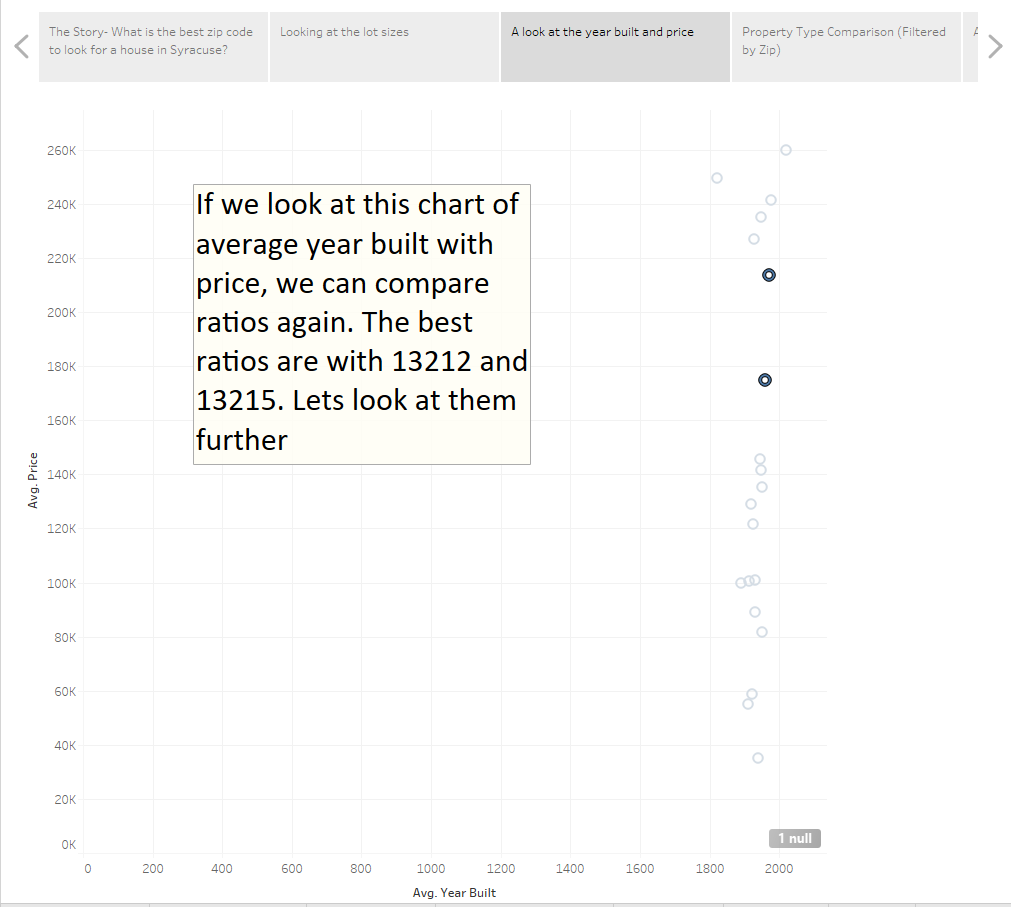 The Story- What is the best zip code
to look for a house in Syracuse?
Looking at the lot sizes
A look at the year built and price
Property Type Comparison (Filtered
by Zip)
260K
240K
220K
200K
180K
160K
140K
120K
100K
80K
60K
40K
20K
0K
Avg. Price
If we look at this chart of
average year built with
price, we can compare
ratios again. The best
ratios are with 13212 and
13215. Lets look at them
further
1 null
0
200
400
600
800
1000
1200
1400
1600
1800
2000
Avg. Year Built